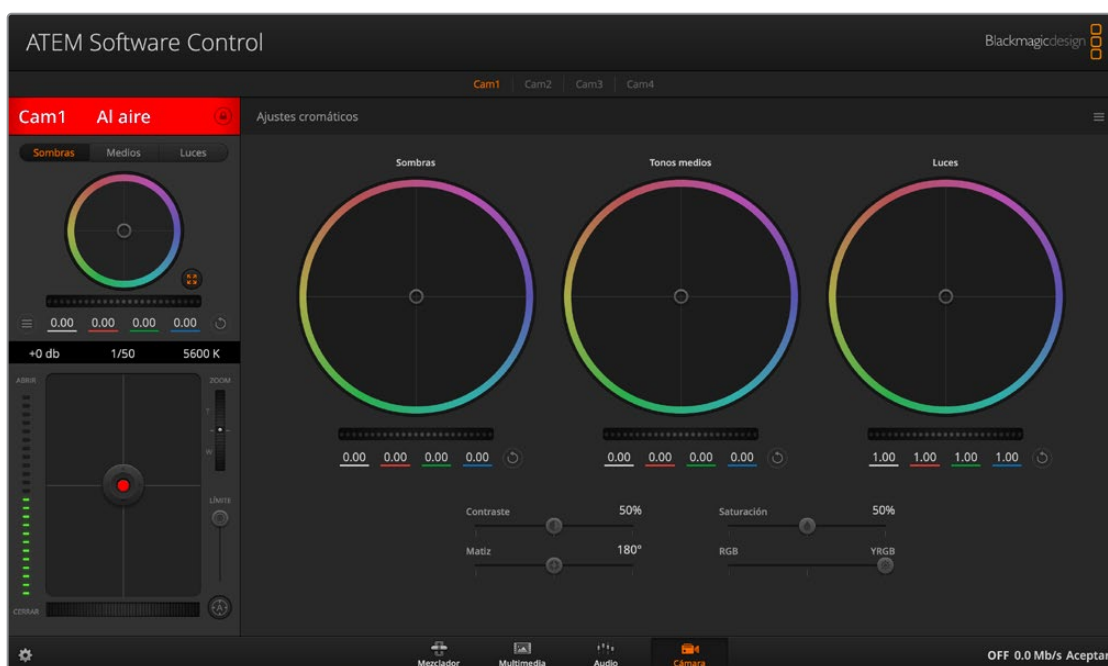 ATEM Software Control
Blackmagicdesign
Cam1 Cam2 Cam3 Cam4
Cam1 Al aire
Ajustes cromáticos
Sombras Medios Luces
Sombras Tonos medios Luces
0.00 0.00 0.00 0.00
+0 db 1/50 5600 K
ABRIR ZOOM
T
W
LÍMITE
CERRAR
A
0.00 0.00 0.00 0.00 0.00 0.00 0.00 0.00 1.00 1.00 1.00 1.00
Contraste 50% Saturación 50%
Matiz 180° RGB YRGB
Mezclador Multimedia Audio Cámara
OFF 0.0 Mb/s Aceptar